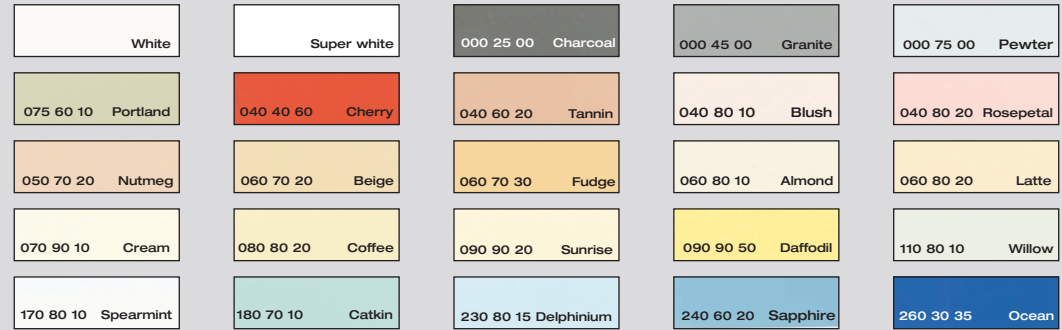 White
Super white
000 25 00 Charcoal
000 45 00 Granite
000 75 00 Pewter
075 60 10 Portland
040 40 60 Cherry
040 60 20 Tannin
040 80 10 Blush
040 80 20 Rosepetal
050 70 20 Nutmeg
060 70 20 Beige
060 70 30 Fudge
060 80 10 Almond
060 80 20 Latte
070 90 10 Cream
080 80 20 Coffee
090 90 20 Sunrise
090 90 50 Daffodil
110 80 10 Willow
170 80 10 Spearmint
180 70 10 Catkin
230 80 15 Delphinium
240 60 20 Sapphire
260 30 35 Ocean